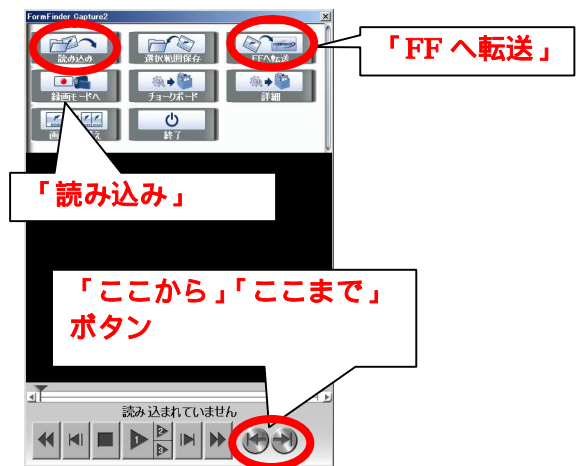 FormFinder Capture2
読み込み
選択範囲保存
FFへ転送
「FF へ転送」
録画モードへ
チョークボード
詳細
終了
「読み込み」
「ここから」「ここまで」
ボタン
読み込まれていません
1
2
3